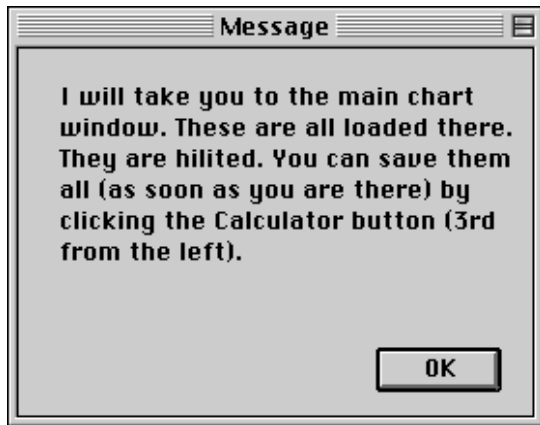 Message
I will take you to the main chart
window. These are all loaded there.
They are hilited. You can save them
all (as soon as you are there) by
clicking the Calculator button (3rd
from the left).
OK